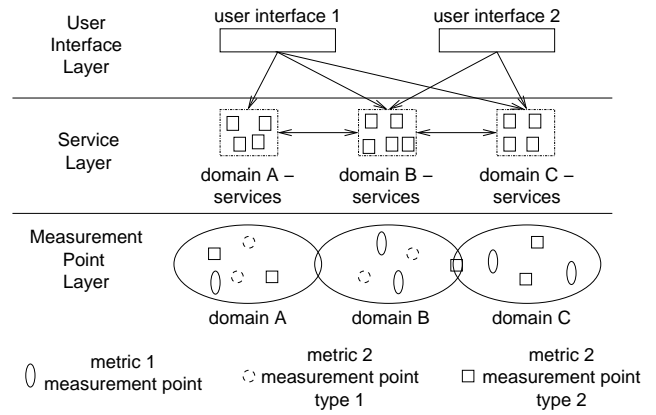 User
Interface
Layer
user interface 1
user interface 2
Service
Layer
domain A –
services
domain B –
services
domain C –
services
Measurement
Point
Layer
domain A
domain B
domain C
metric 1
measurement point
metric 2
measurement point
type 1
metric 2
measurement point
type 2